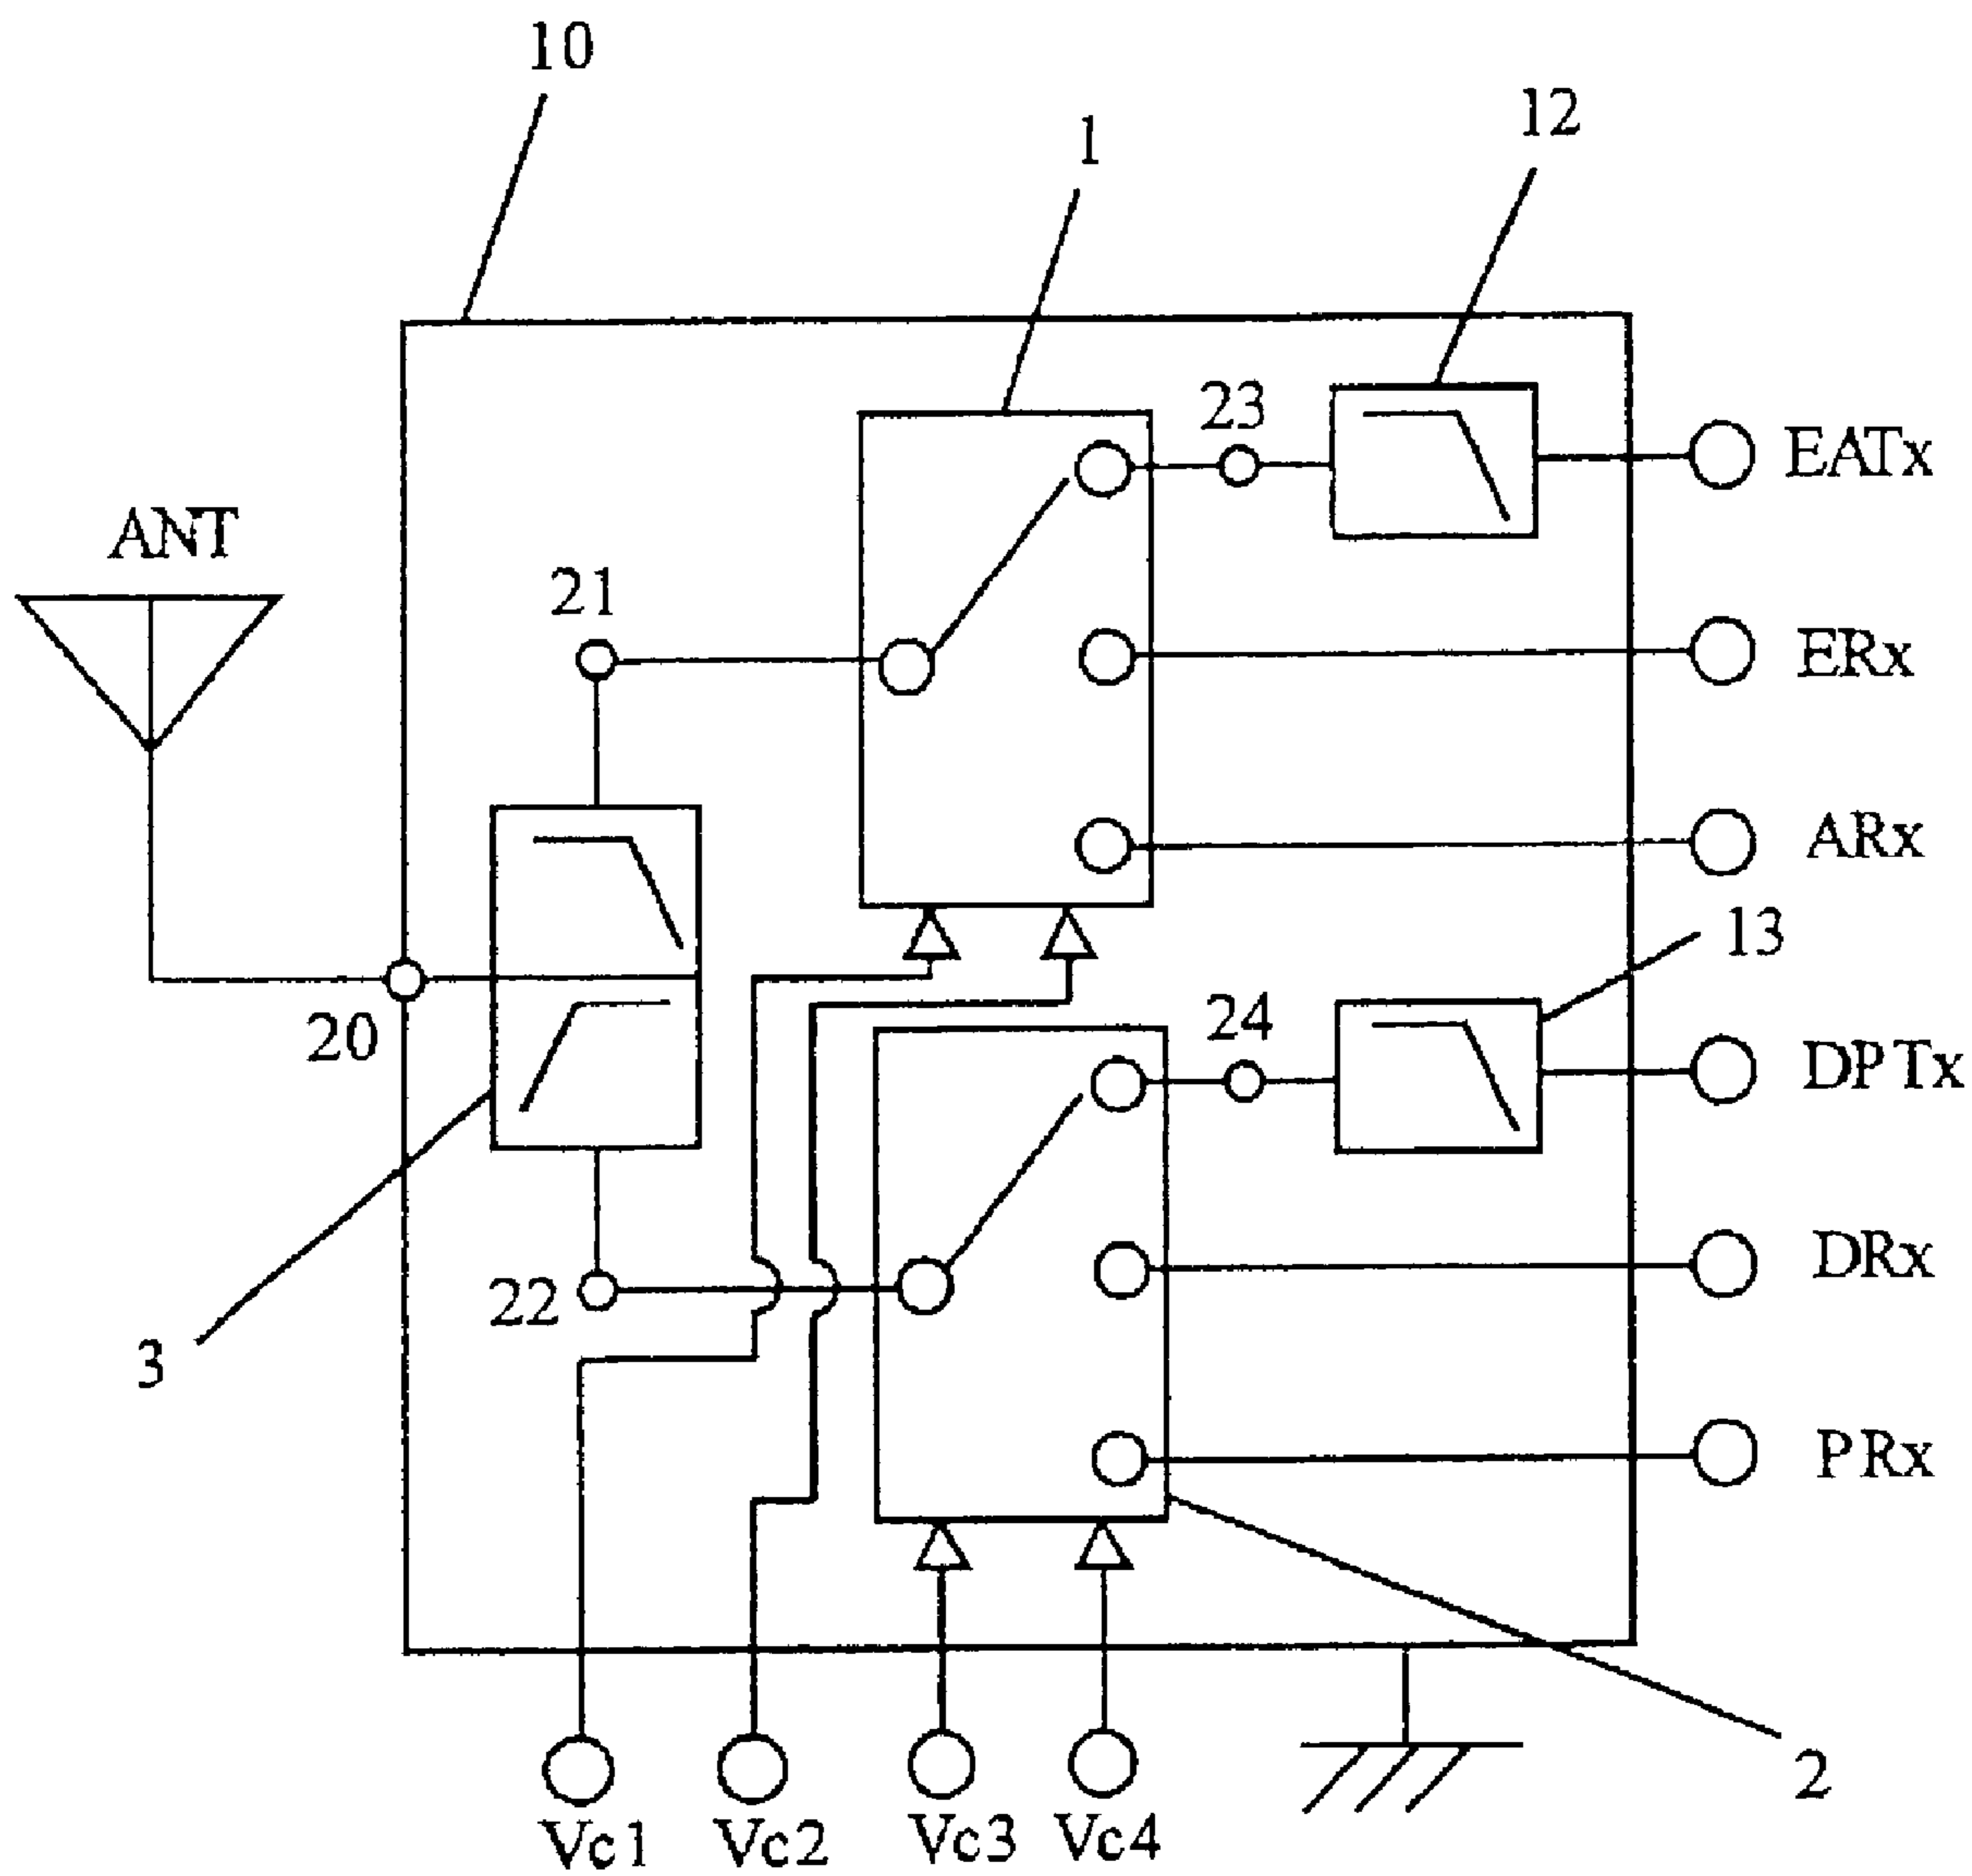 10
12
1
23
EATx
ANT
21
ERx
ARx
13
20
24
DPTx
22
DRx
3
PRx
2
Vc1
Vc2
Vc3
Vc4